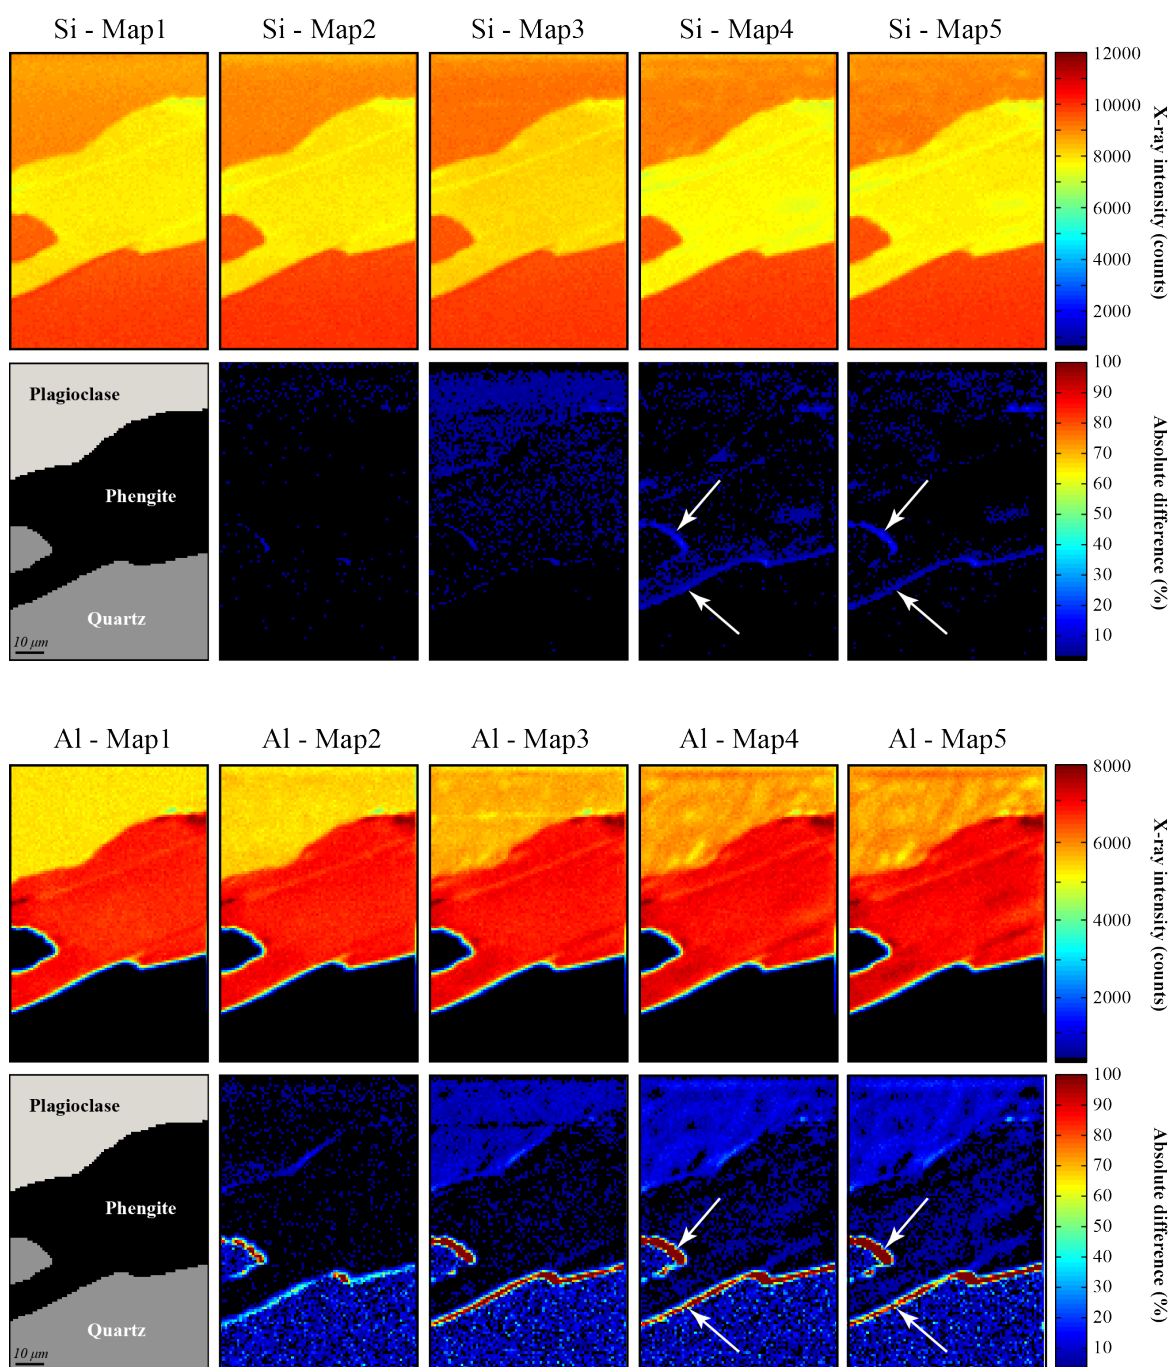 Si - Map1 Si - Map2 Si - Map3 Si - Map4 Si - Map5
12000
10000
8000
6000
4000
2000
X-ray intensity (counts)
Plagioclase
Phengite
Quartz
10 μm
100
90
80
70
60
50
40
30
20
10
Absolute difference (%)
Al - Map1 Al - Map2 Al - Map3 Al - Map4 Al - Map5
8000
6000
4000
2000
X-ray intensity (counts)
Plagioclase
Phengite
Quartz
10 μm
100
90
80
70
60
50
40
30
20
10
Absolute difference (%)